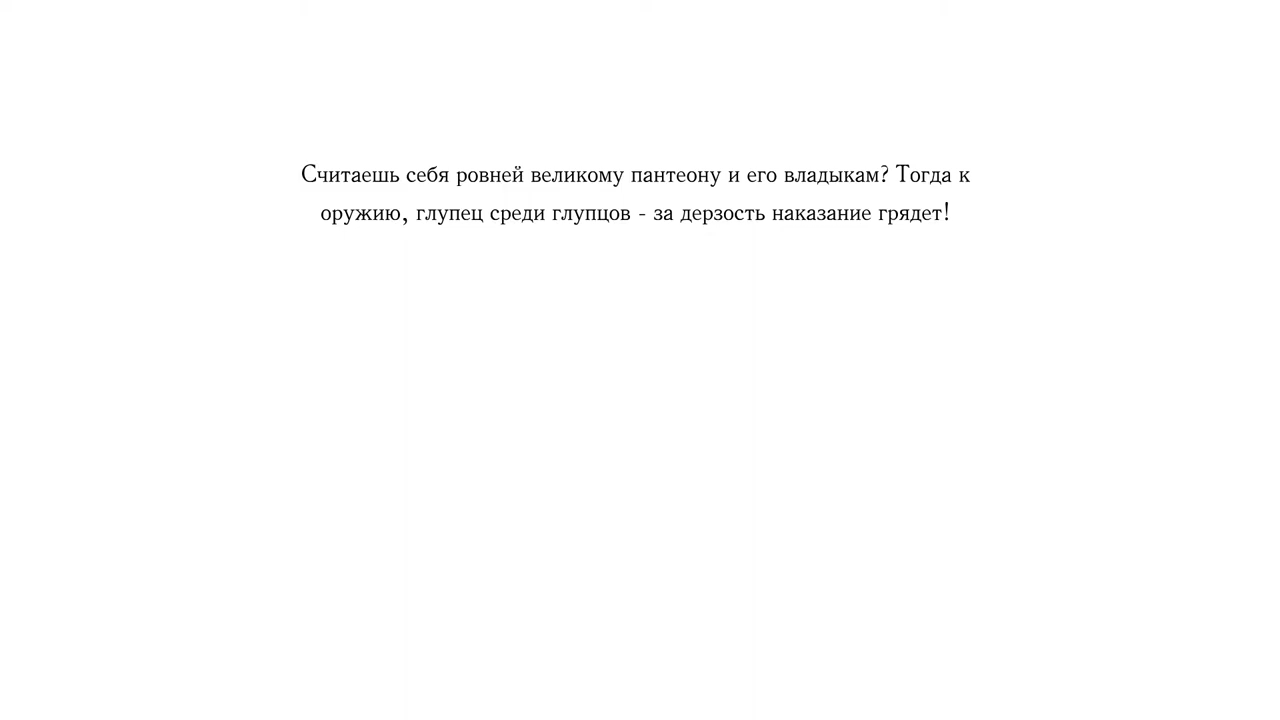 Считаешь себя ровней великому пантеону и его владыкам? Тогда к
оружию, глупец среди глупцов - за дерзость наказание грядет!